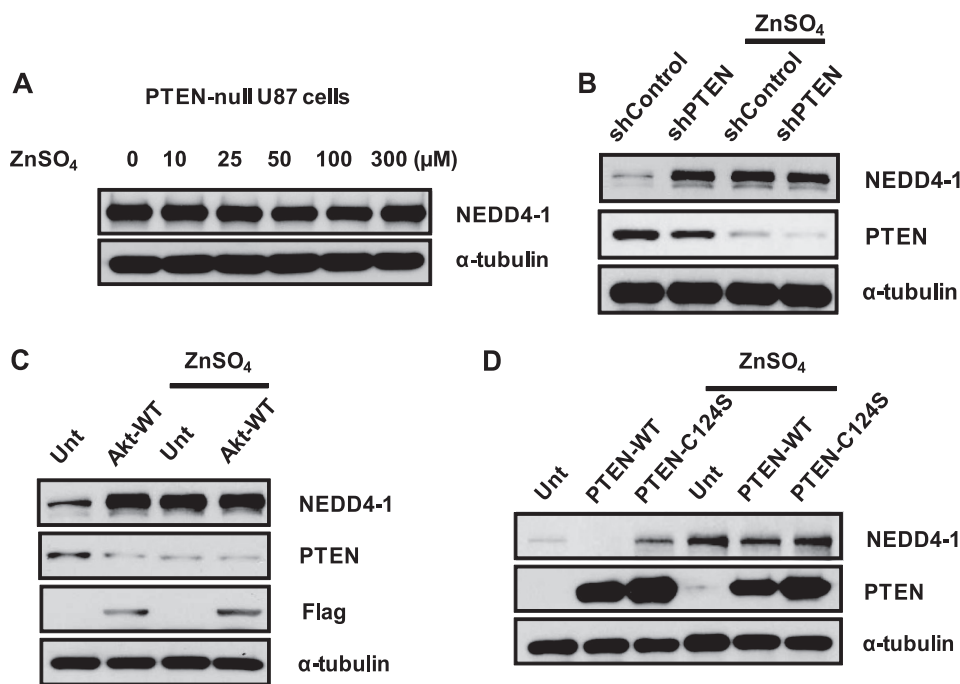 A
PTEN-null U87 cells
ZnSO₄ 0 10 25 50 100 300 (µM)
NEDD4-1
α-tubulin
B
ZnSO₄
shControl shPTEN shControl shPTEN
NEDD4-1
PTEN
α-tubulin
C
ZnSO₄
Unt Akt-WT Unt Akt-WT
NEDD4-1
PTEN
Flag
α-tubulin
D
ZnSO₄
Unt PTEN-WT PTEN-C124S Unt PTEN-WT PTEN-C124S
NEDD4-1
PTEN
α-tubulin